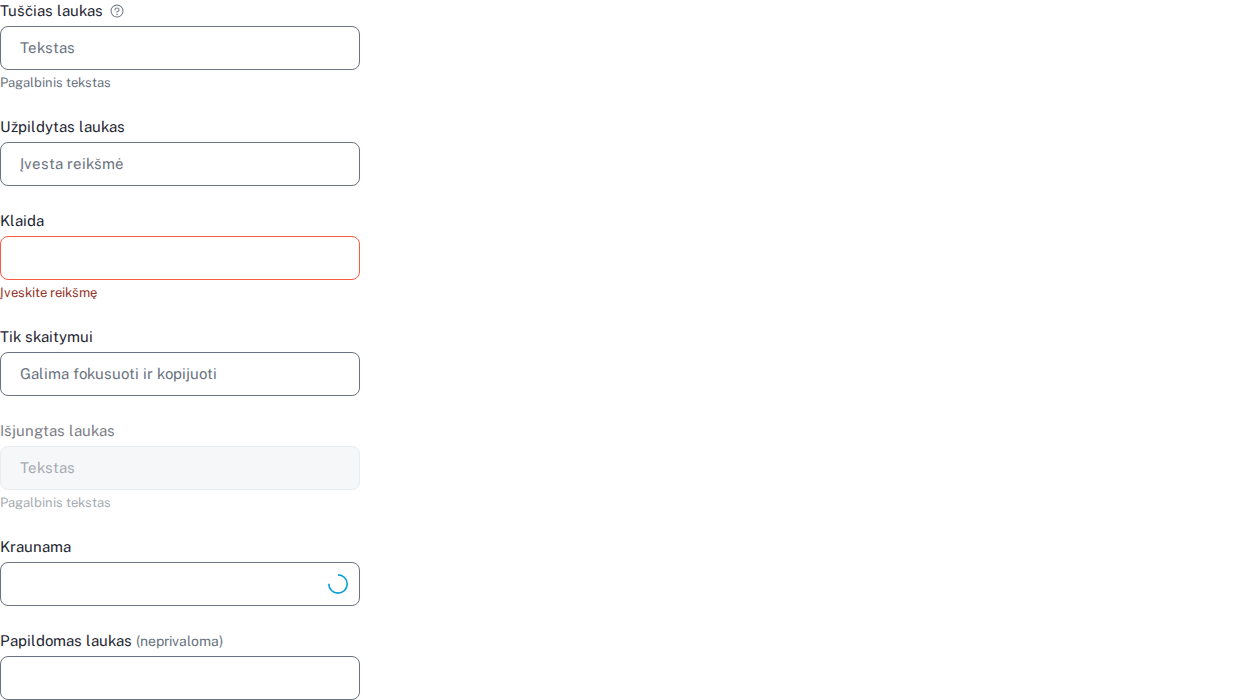 Tuščias laukas
Tekstas
Pagalbinis tekstas
Užpildytas laukas
Įvesta reikšmė
Klaida
Įveskite reikšmę
Tik skaitymui
Galima fokusuoti ir kopijuoti
Išjungtas laukas
Tekstas
Pagalbinis tekstas
Kraunama
Papildomas laukas (neprivaloma)